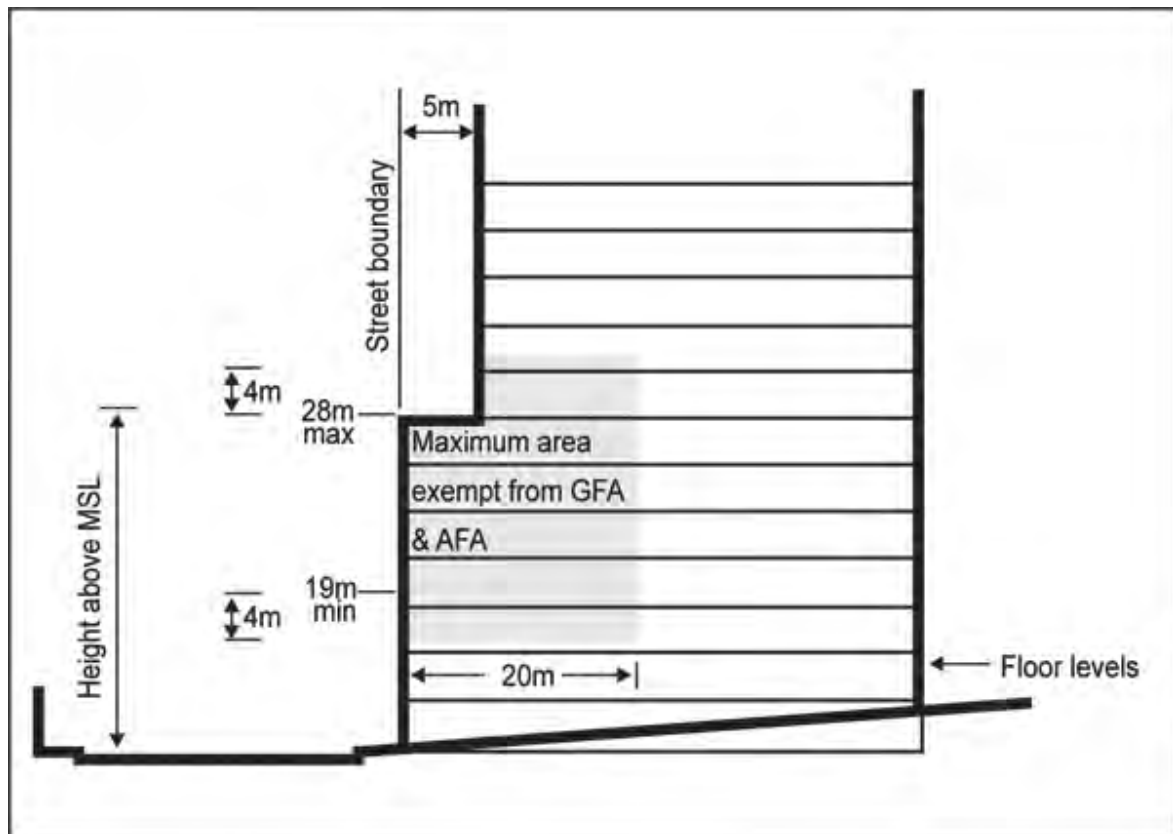 5m
Street boundary
4m
28m
max
Maximum area
exempt from GFA
& AFA
Height above MSL
19m
min
4m
20m
Floor levels